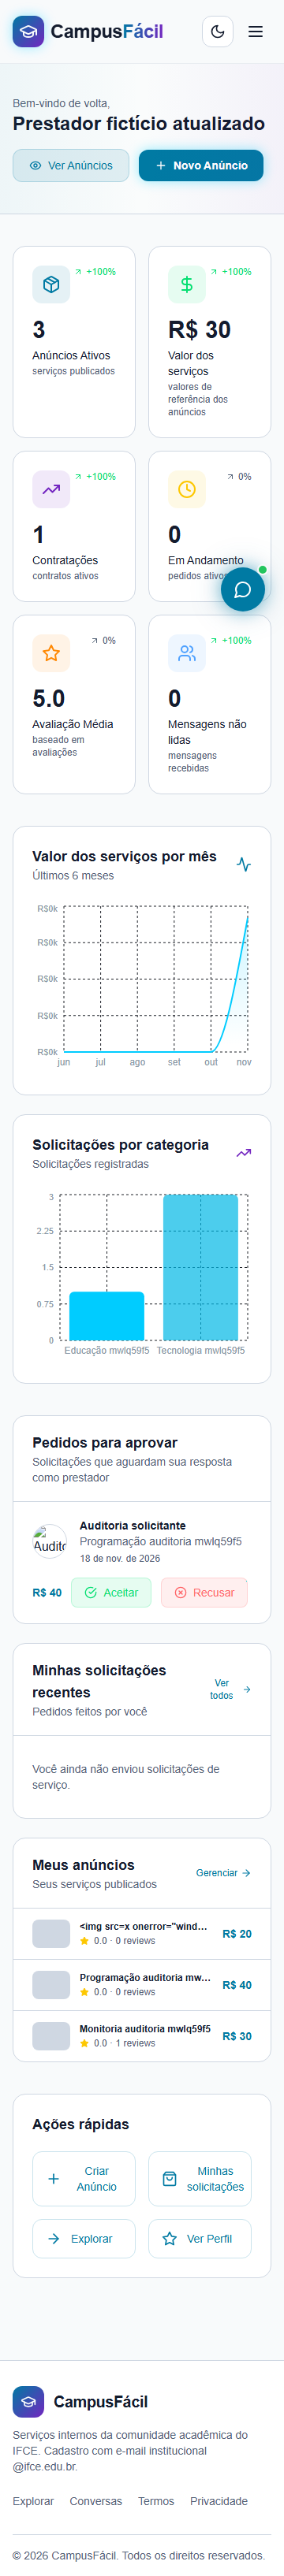 CampusFácil
Bem-vindo de volta,
Prestador fictício atualizado
Ver Anúncios
Novo Anúncio
+100%
3
Anúncios Ativos
serviços publicados
+100%
R$ 30
Valor dos
serviços
valores de
referência dos
anúncios
+100%
1
Contratações
contratos ativos
0%
0
Em Andamento
pedidos
0%
5.0
Avaliação Média
baseado em
avaliações
+100%
0
Mensagens não
lidas
mensagens
recebidas
Valor dos serviços por mês
Últimos 6 meses
R$0k
R$0k
R$0k
R$0k
R$0k
jun jul ago set out nov
Solicitações por categoria
Solicitações registradas
3
2.25
1.5
0.75
0
Educação mwlq59f5 Tecnologia mwlq59f5
Pedidos para aprovar
Solicitações que aguardam sua resposta
como prestador
Auditoria solicitante
Programação auditoria mwlq59f5
18 de nov. de 2026
R$ 40
Aceitar
Recusar
Minhas solicitações
recentes
Pedidos feitos por você
Ver
todos
Você ainda não enviou solicitações de
serviço.
Meus anúncios
Seus serviços publicados
Gerenciar
<img src=x onerror="wind...
0.0 · 0 reviews
R$ 20
Programação auditoria mw...
0.0 · 0 reviews
R$ 40
Monitoria auditoria mwlq59f5
0.0 · 1 reviews
R$ 30
Ações rápidas
Criar
Anúncio
Minhas
solicitações
Explorar
Ver Perfil
CampusFácil
Serviços internos da comunidade acadêmica do
IFCE. Cadastro com e-mail institucional
@ifce.edu.br.
Explorar Conversas Termos Privacidade
© 2026 CampusFácil. Todos os direitos reservados.